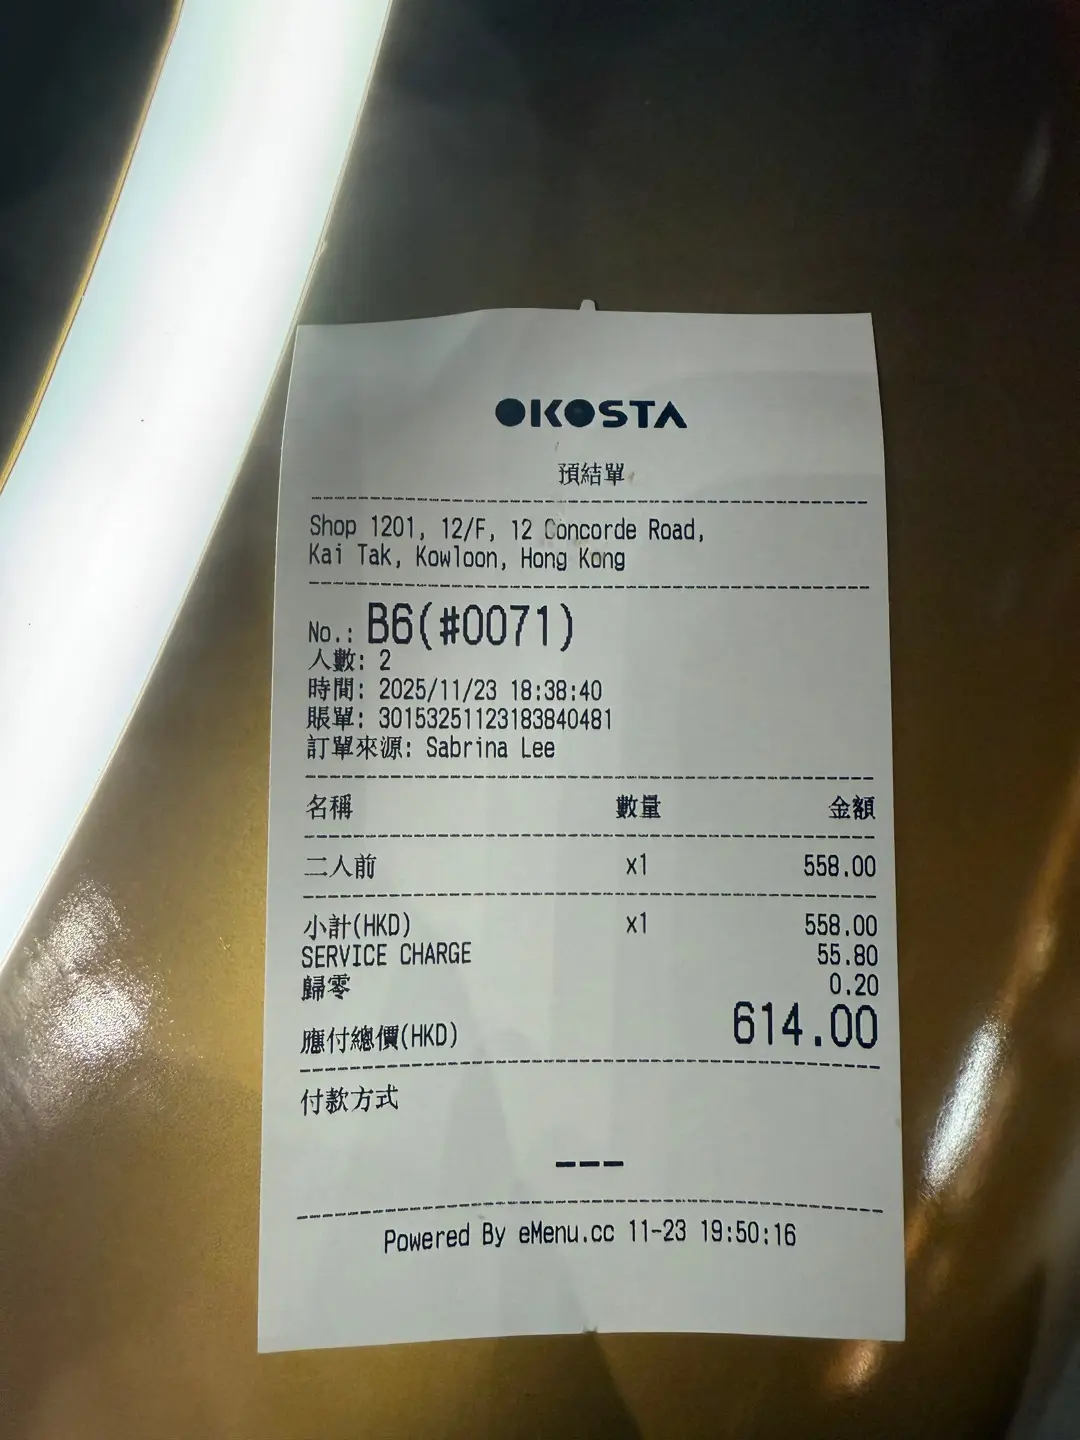 OKOSTA
預結單
Shop 1201, 12/F, 12 Concorde Road,
Kai Tak, Kowloon, Hong Kong
No.: B6(#0071)
人數: 2
時間: 2025/11/23 18:38:40
賬單: 30153251123183840481
訂單來源: Sabrina Lee
名稱 數量 金額
二人前 x1 558.00
小計(HKD) x1 558.00
SERVICE CHARGE 55.80
歸零 0.20
應付總價(HKD) 614.00
付款方式
---
Powered By eMenu.cc 11-23 19:50:16